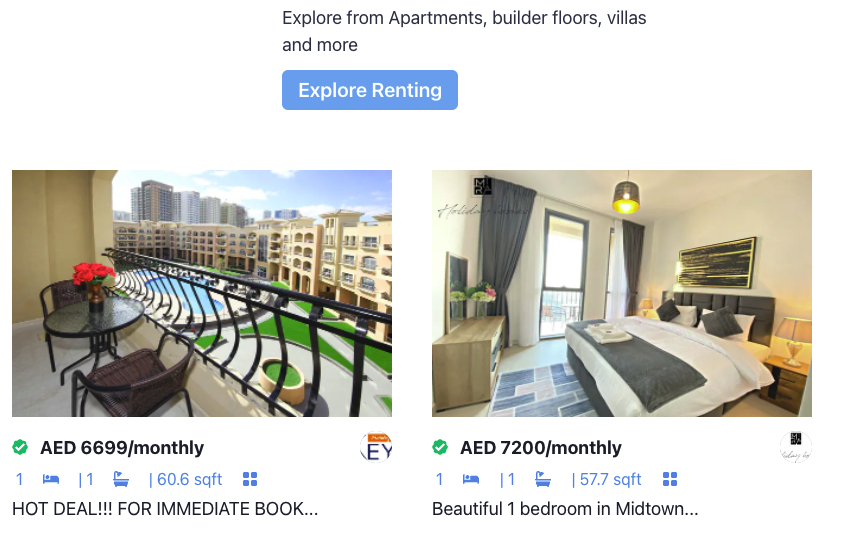 Explore from Apartments, builder floors, villas
and more
Explore Renting
AED 6699/monthly
EY
1 | 1 | 60.6 sqft
HOT DEAL!!! FOR IMMEDIATE BOOK...
AED 7200/monthly
1 | 1 | 57.7 sqft
Beautiful 1 bedroom in Midtown...